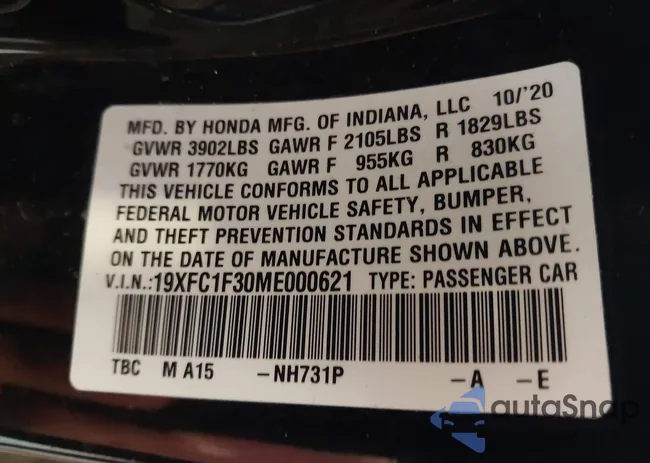 MFD. BY HONDA MFG. OF INDIANA, LLC 10/'20
GVWR 3902LBS GAWR F 2105LBS R 1829LBS
GVWR 1770KG GAWR F 955KG R 830KG
THIS VEHICLE CONFORMS TO ALL APPLICABLE
FEDERAL MOTOR VEHICLE SAFETY, BUMPER,
AND THEFT PREVENTION STANDARDS IN EFFECT
ON THE DATE OF MANUFACTURE SHOWN ABOVE.
V.I.N.:19XFC1F30ME000621 TYPE: PASSENGER CAR
TBC M A15 -NH731P -A -E
autoSnap